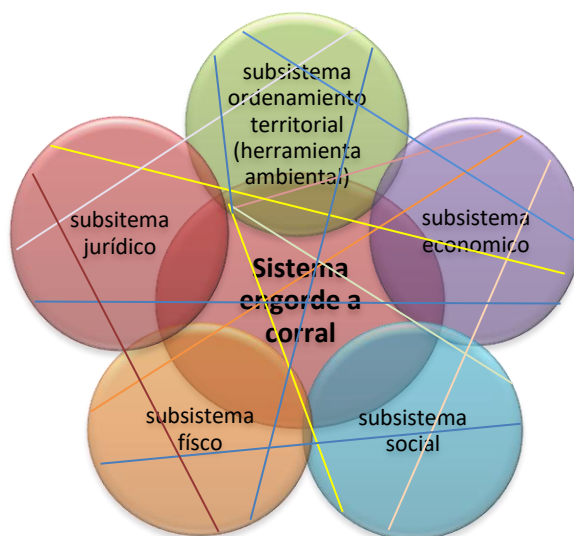 subsistema
ordenamiento
territorial
(herramienta
ambiental)
subsitema
jurídico
subsistema
economico
Sistema
engorde a
corral
subsistema
físco
subsistema
social